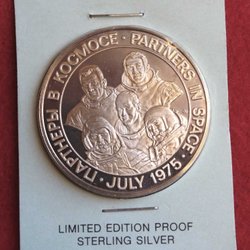 ПАРТНЕРЫ В КОСМОСЕ · PARTNERS IN SPACE ·
JULY 1975 ·
LIMITED EDITION PROOF
STERLING SILVER